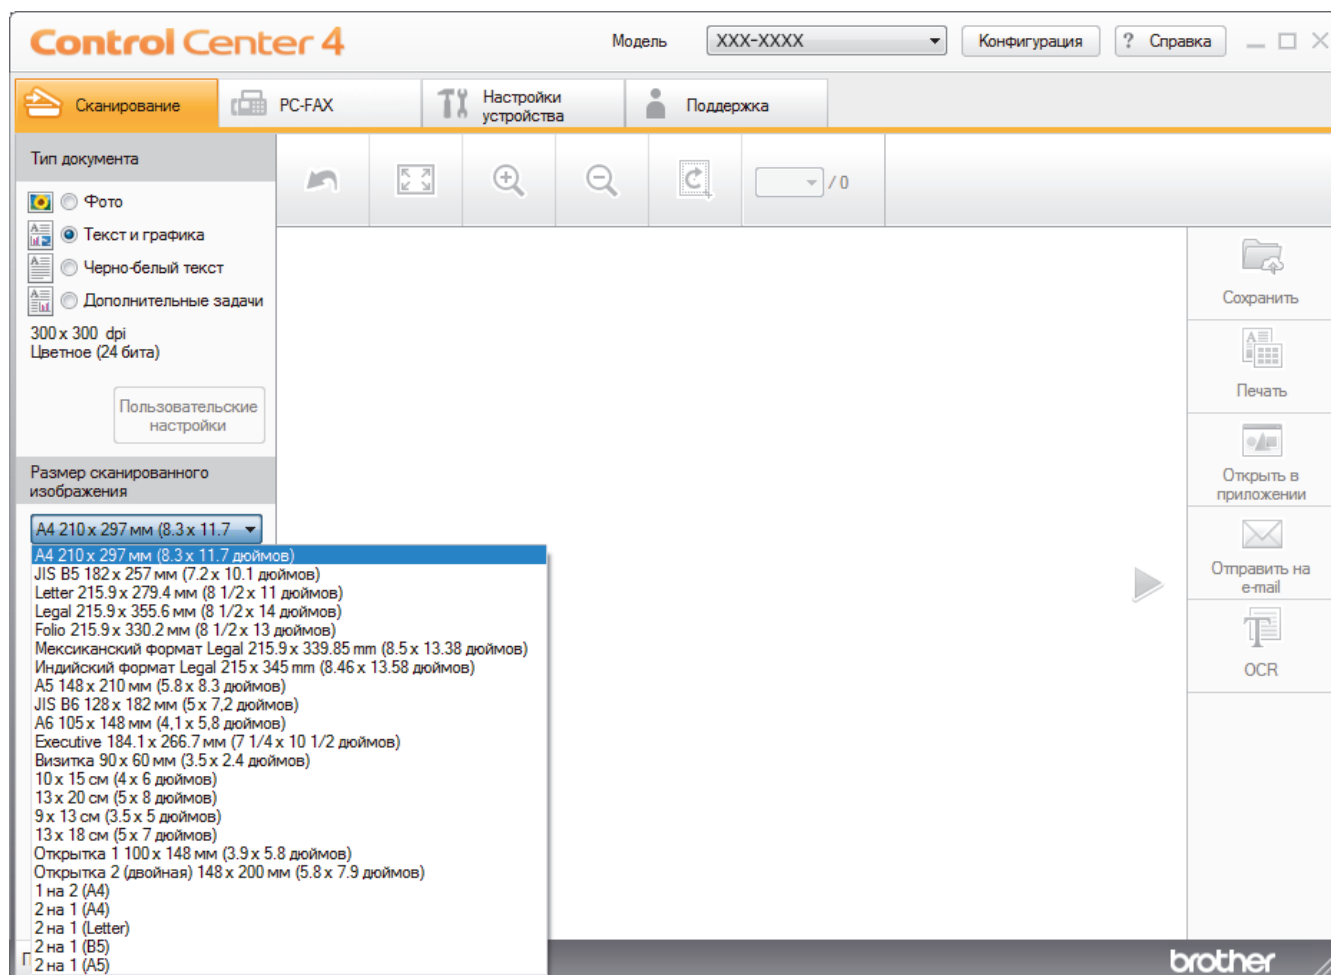 Control Center 4
Модель
XXX-XXXX
Конфигурация
? Справка
Сканирование
PC-FAX
Настройки
устройства
Поддержка
Тип документа
/ 0
Фото
Текст и графика
Черно-белый текст
Дополнительные задачи
300 x 300 dpi
Цветное (24 бита)
Пользовательские
настройки
Размер сканированного
изображения
A4 210 x 297 мм (8.3 x 11.7
A4 210 x 297 мм (8.3 x 11.7 дюймов)
JIS B5 182 x 257 мм (7.2 x 10.1 дюймов)
Letter 215.9 x 279.4 мм (8 1/2 x 11 дюймов)
Legal 215.9 x 355.6 мм (8 1/2 x 14 дюймов)
Folio 215.9 x 330.2 мм (8 1/2 x 13 дюймов)
Мексиканский формат Legal 215.9 x 339.85 mm (8.5 x 13.38 дюймов)
Индийский формат Legal 215 x 345 mm (8.46 x 13.58 дюймов)
A5 148 x 210 мм (5.8 x 8.3 дюймов)
JIS B6 128 x 182 мм (5 x 7,2 дюймов)
A6 105 x 148 мм (4,1 x 5,8 дюймов)
Executive 184.1 x 266.7 мм (7 1/4 x 10 1/2 дюймов)
Визитка 90 x 60 мм (3.5 x 2.4 дюймов)
10 x 15 см (4 x 6 дюймов)
13 x 20 см (5 x 8 дюймов)
9 x 13 см (3.5 x 5 дюймов)
13 x 18 см (5 x 7 дюймов)
Открытка 1 100 x 148 мм (3.9 x 5.8 дюймов)
Открытка 2 (двойная) 148 x 200 мм (5.8 x 7.9 дюймов)
1 на 2 (A4)
2 на 1 (A4)
2 на 1 (Letter)
2 на 1 (B5)
2 на 1 (A5)
Сохранить
Печать
Открыть в
приложении
Отправить на
e-mail
OCR
brother